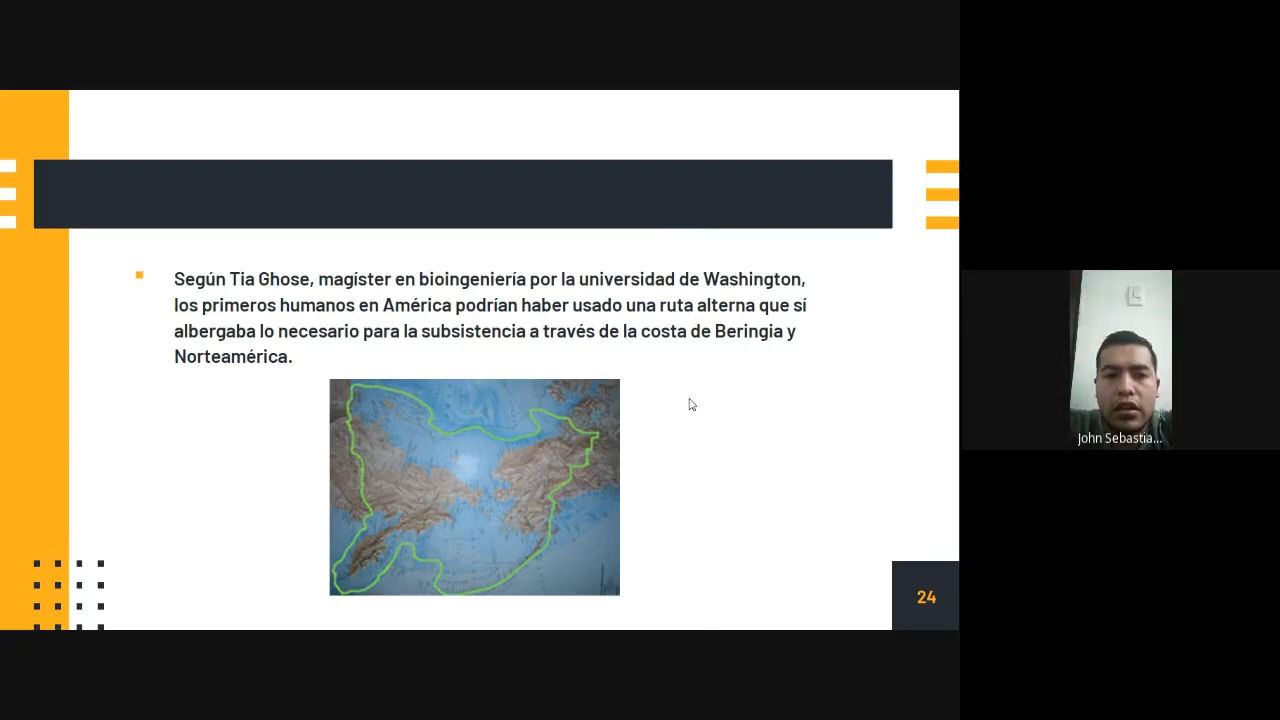 Según Tia Ghose, magíster en bioingeniería por la universidad de Washington,
los primeros humanos en América podrían haber usado una ruta alterna que sí
albergaba lo necesario para la subsistencia a través de la costa de Beringia y
Norteamérica.
24
John Sebastia...